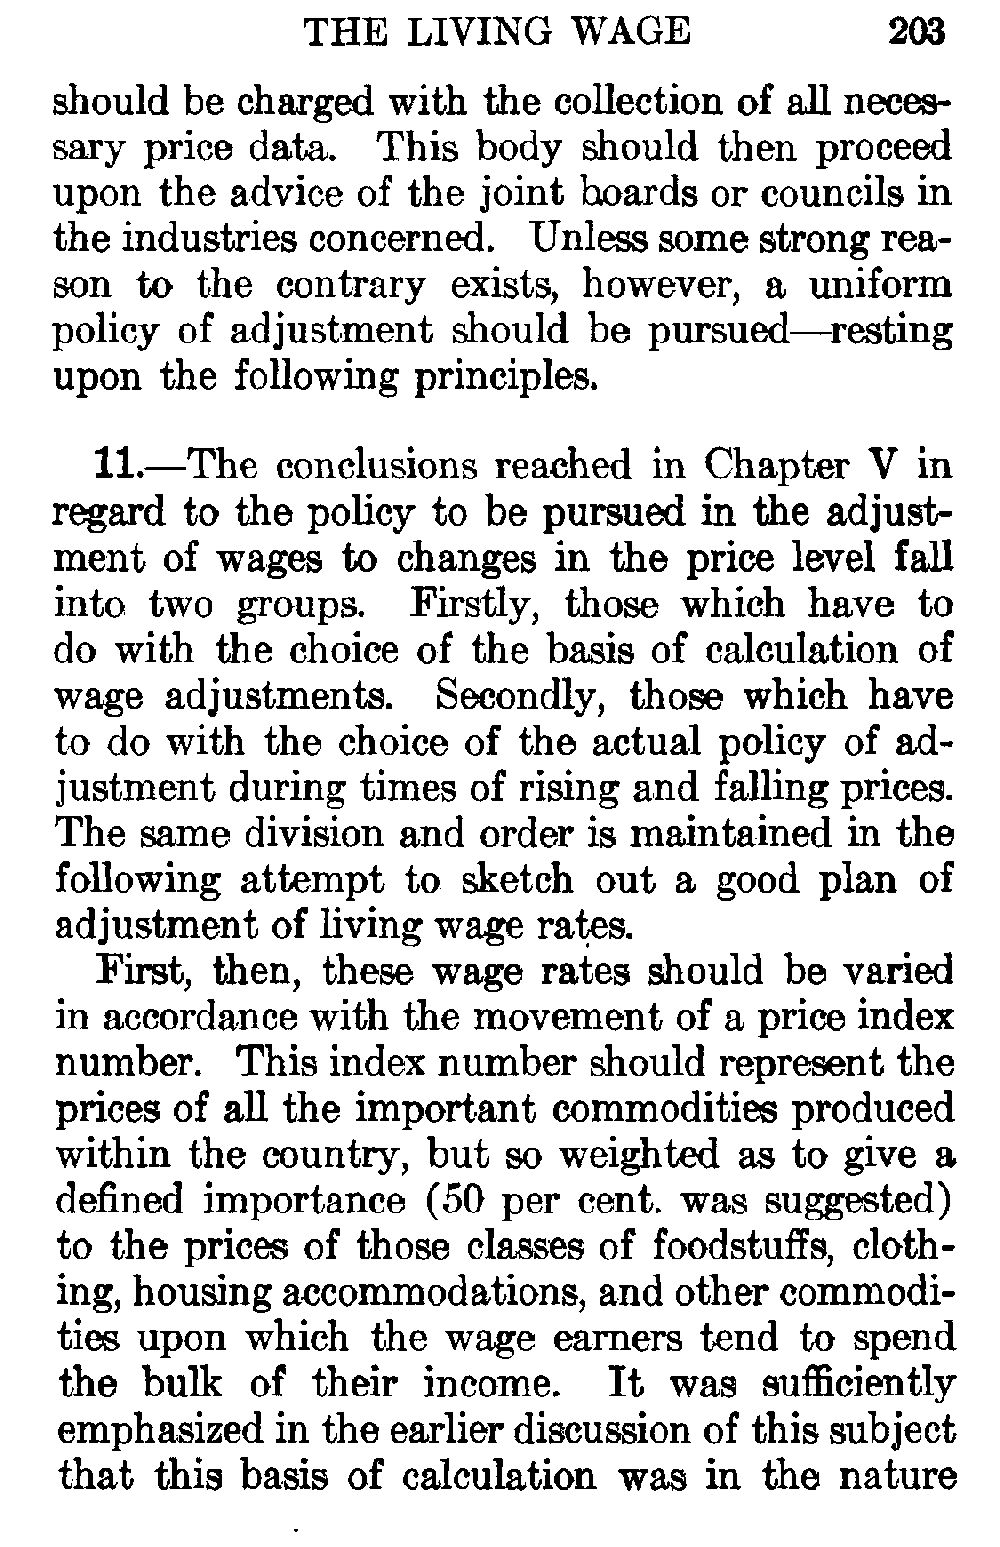 THE LIVING WAGE 203
should be charged with the collection of all neces-
sary price data. This body should then proceed
upon the advice of the joint boards or councils in
the industries concerned. Unless some strong rea-
son to the contrary exists, however, a uniform
policy of adjustment should be pursued—resting
upon the following principles.
11.—The conclusions reached in Chapter V in
regard to the policy to be pursued in the adjust-
ment of wages to changes in the price level fall
into two groups. Firstly, those which have to
do with the choice of the basis of calculation of
wage adjustments. Secondly, those which have
to do with the choice of the actual policy of ad-
justment during times of rising and falling prices.
The same division and order is maintained in the
following attempt to sketch out a good plan of
adjustment of living wage rates.
First, then, these wage rates should be varied
in accordance with the movement of a price index
number. This index number should represent the
prices of all the important commodities produced
within the country, but so weighted as to give a
defined importance (50 per cent. was suggested)
to the prices of those classes of foodstuffs, cloth-
ing, housing accommodations, and other commodi-
ties upon which the wage earners tend to spend
the bulk of their income. It was sufficiently
emphasized in the earlier discussion of this subject
that this basis of calculation was in the nature